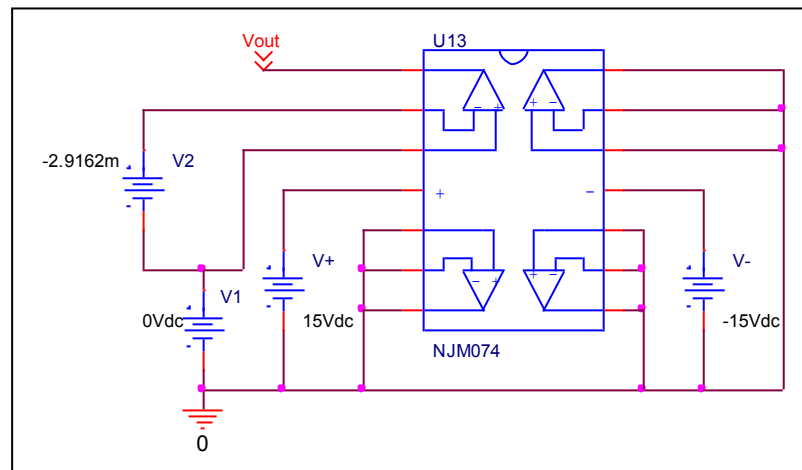 Vout
U13
- +
+ -
-2.9162m
V2
+
-
V+
V-
- +
+ -
V1
0Vdc
15Vdc
-15Vdc
NJM074
0